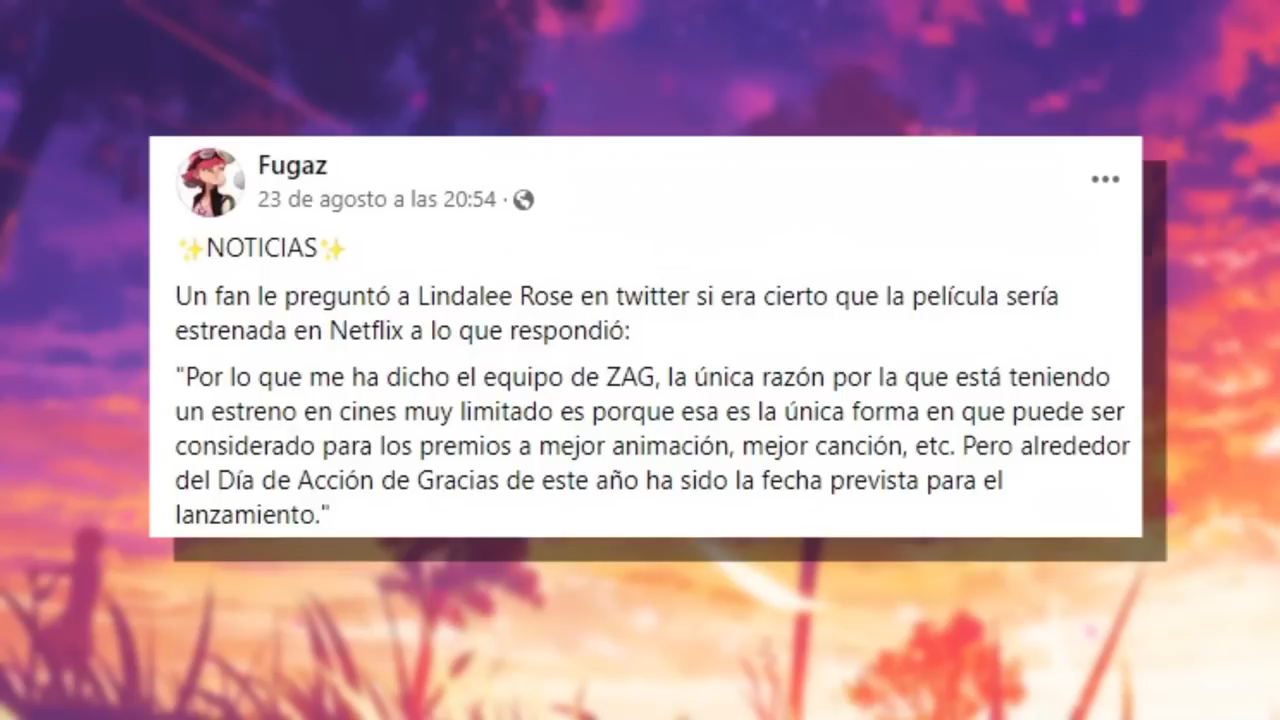 Fugaz
23 de agosto a las 20:54 ·
✨NOTICIAS✨
Un fan le preguntó a Lindalee Rose en twitter si era cierto que la película sería
estrenada en Netflix a lo que respondió:
"Por lo que me ha dicho el equipo de ZAG, la única razón por la que está teniendo
un estreno en cines muy limitado es porque esa es la única forma en que puede ser
considerado para los premios a mejor animación, mejor canción, etc. Pero alrededor
del Día de Acción de Gracias de este año ha sido la fecha prevista para el
lanzamiento."